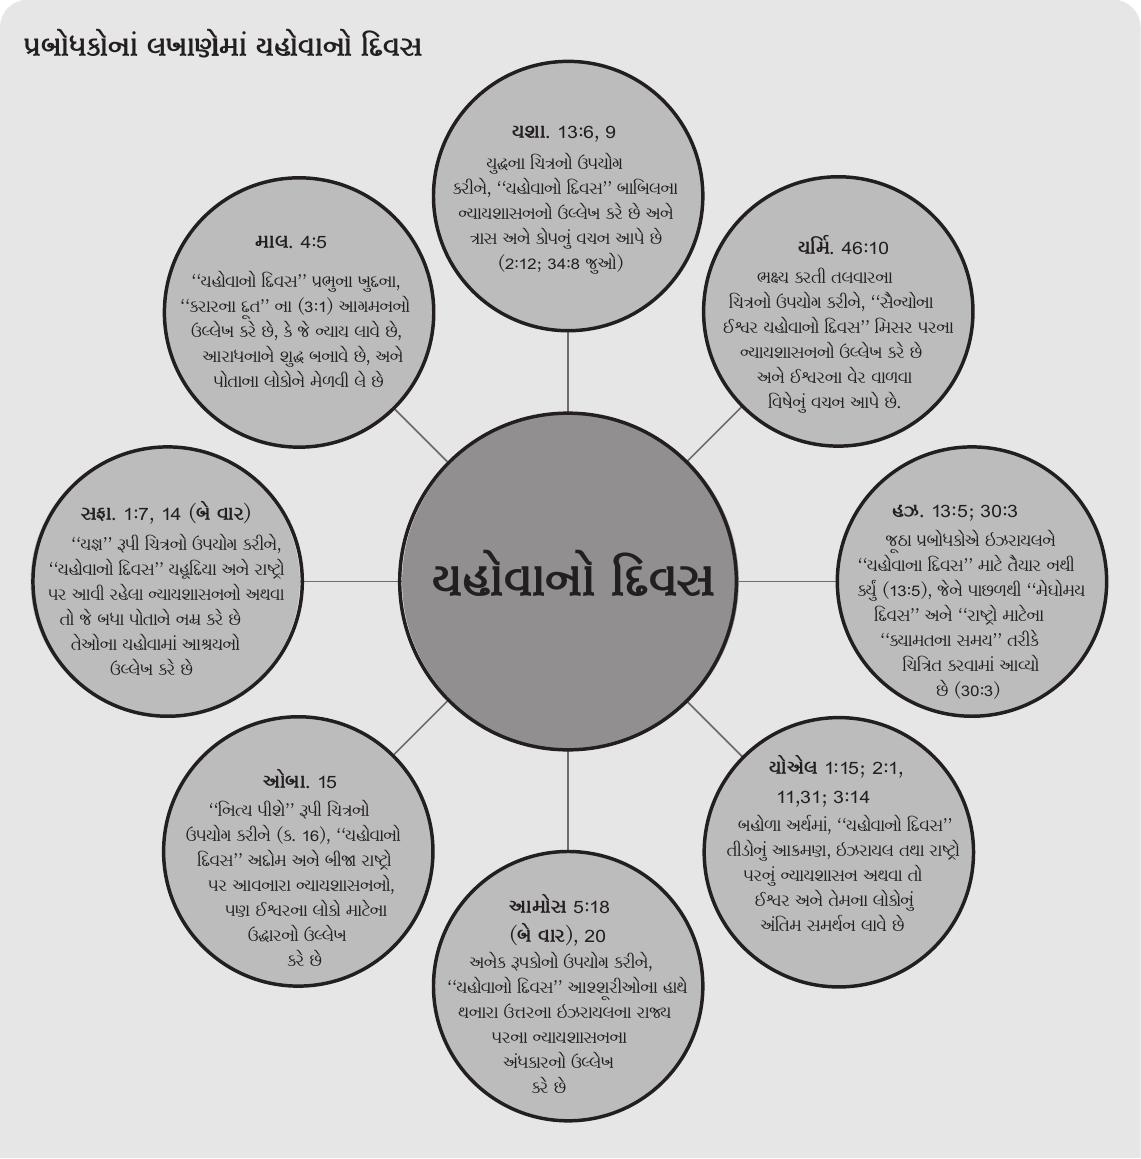 પ્રબોધકોનાં લખાણેમાં યહોવાનો દિવસ
યશા. 13:6, 9
યુદ્ધના ચિત્રનો ઉપયોગ
કરીને, “યહોવાનો દિવસ” બાબિલના
ન્યાયશાસનનો ઉલ્લેખ કરે છે અને
ત્રાસ અને કોપનું વચન આપે છે
(2:12; 34:8 જુઓ)
યર્મિ. 46:10
ભક્ષ્ય કરતી તલવારના
ચિત્રનો ઉપયોગ કરીને, “સૈન્યોના
ઈશ્વર યહોવાનો દિવસ” મિસર પરના
ન્યાયશાસનનો ઉલ્લેખ કરે છે
અને ઈશ્વરના વેર વાળવા
વિષેનું વચન આપે છે.
હઝ. 13:5; 30:3
જૂઠા પ્રબોધકોએ ઇઝરાયલને
“યહોવાના દિવસ” માટે તૈયાર નથી
કર્યું (13:5), જેને પાછળથી “મેઘોમય
દિવસ” અને “રાષ્ટ્રો માટેના
“ક્યામતના સમય” તરીકે
ચિત્રિત કરવામાં આવ્યો
છે (30:3)
યોએલ 1:15; 2:1,
11,31; 3:14
બહોળા અર્થમાં, “યહોવાનો દિવસ”
તીડોનું આક્રમણ, ઇઝરાયલ તથા રાષ્ટ્રો
પરનું ન્યાયશાસન અથવા તો
ઈશ્વર અને તેમના લોકોનું
અંતિમ સમર્થન લાવે છે
આમોસ 5:18
(બે વાર), 20
અનેક રૂપકોનો ઉપયોગ કરીને,
“યહોવાનો દિવસ” આશ્શૂરીઓના હાથે
થનારા ઉત્તરના ઇઝરાયલના રાજ્ય
પરના ન્યાયશાસનના
અંધકારનો ઉલ્લેખ
કરે છે
ઓબા. 15
“નિત્ય પીશે” રૂપી ચિત્રનો
ઉપયોગ કરીને (ક. 16), “યહોવાનો
દિવસ” અદોમ અને બીજા રાષ્ટ્રો
પર આવનારા ન્યાયશાસનનો,
પણ ઈશ્વરના લોકો માટેના
ઉદ્ધારનો ઉલ્લેખ
કરે છે
સફા. 1:7, 14 (બે વાર)
“યજ્ઞ” રૂપી ચિત્રનો ઉપયોગ કરીને,
“યહોવાનો દિવસ” યહૂદિયા અને રાષ્ટ્રો
પર આવી રહેલા ન્યાયશાસનનો અથવા
તો જે બધા પોતાને નમ્ર કરે છે
તેઓના યહોવામાં આશ્રયનો
ઉલ્લેખ કરે છે
માલ. 4:5
“યહોવાનો દિવસ” પ્રભુના ખુદના,
“કરારના દૂત” ના (3:1) આગમનનો
ઉલ્લેખ કરે છે, કે જે ન્યાય લાવે છે,
આરાધનાને શુદ્ધ બનાવે છે, અને
પોતાના લોકોને મેળવી લે છે
યહોવાનો દિવસ